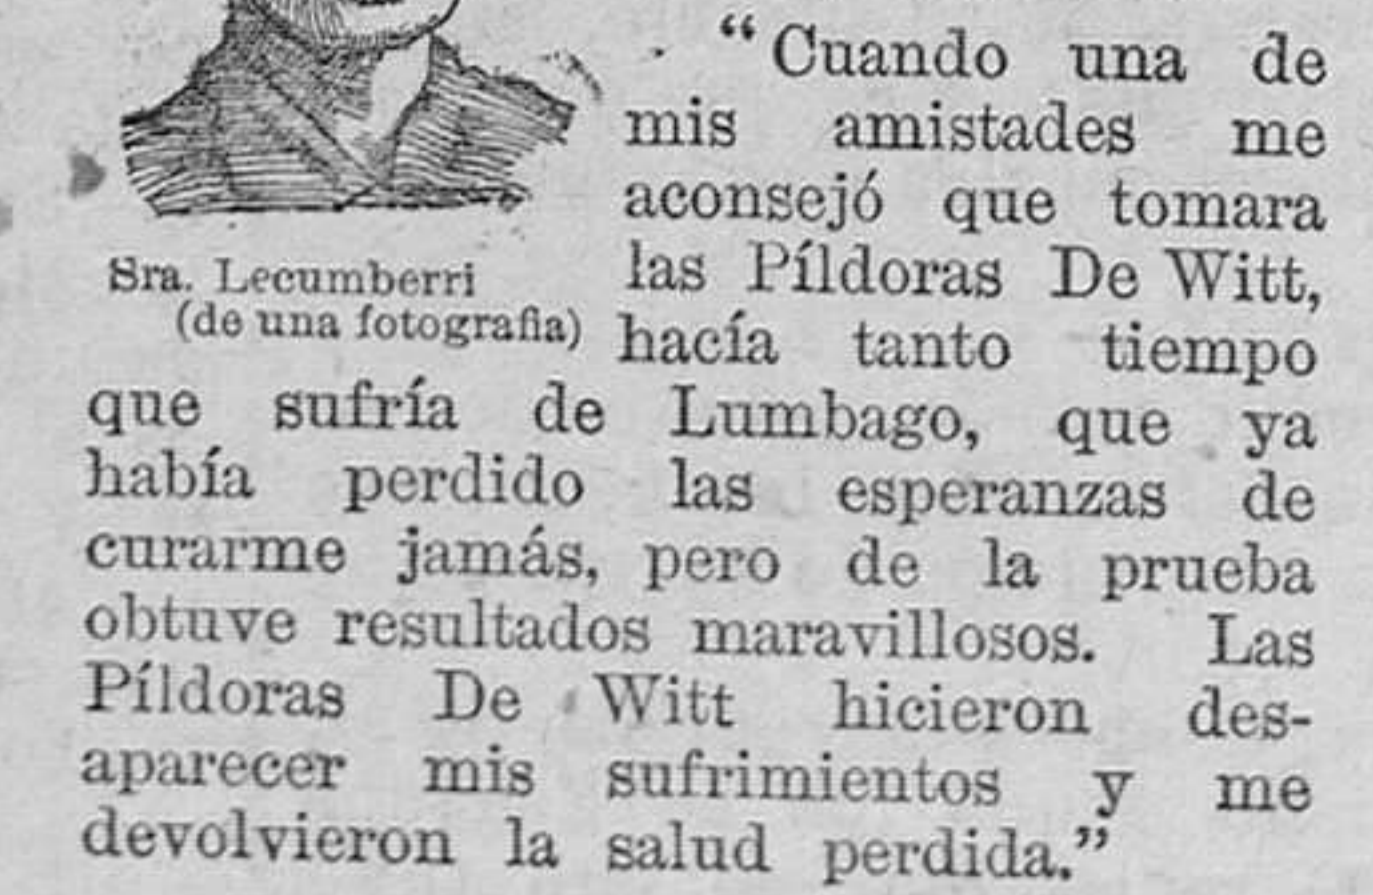 "Cuando una de
mis amistades me
aconsejó que tomara
las Píldoras De Witt,
hacía tanto tiempo
Sra. Lecumberri
(de una fotografia)
que sufría de Lumbago, que ya
había perdido las esperanzas de
curarme jamás, pero de la prueba
obtuve resultados maravillosos. Las
Píldoras De Witt hicieron des-
aparecer mis sufrimientos y me
devolvieron la salud perdida."